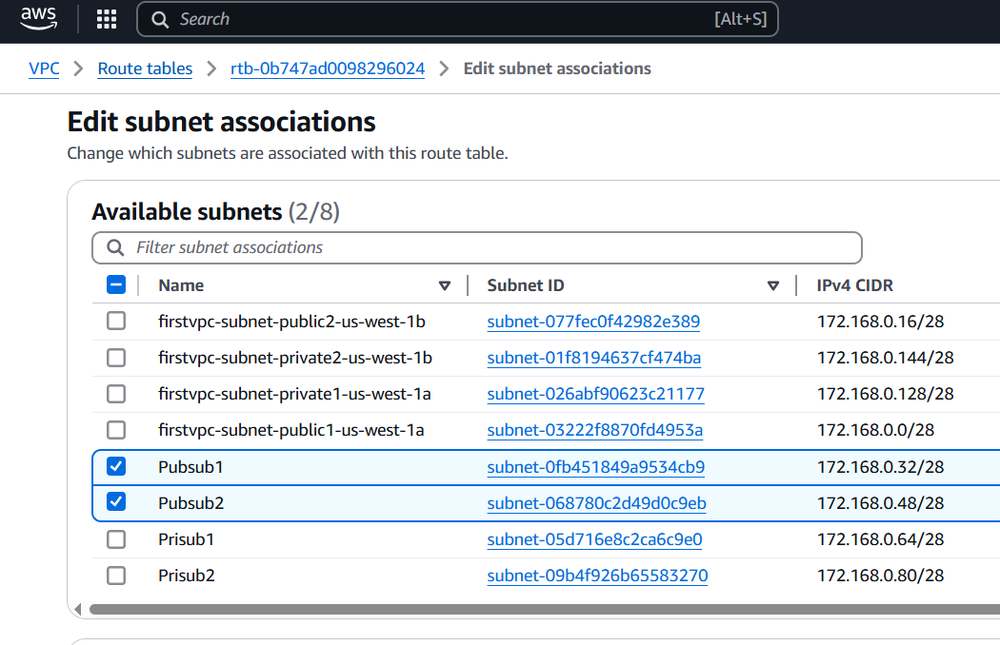 aws Search [Alt+S]
VPC > Route tables > rtb-0b747ad0098296024 > Edit subnet associations
Edit subnet associations
Change which subnets are associated with this route table.
Available subnets (2/8)
Filter subnet associations
Name Subnet ID IPv4 CIDR
firstvpc-subnet-public2-us-west-1b subnet-077fec0f42982e389 172.168.0.16/28
firstvpc-subnet-private2-us-west-1b subnet-01f8194637cf474ba 172.168.0.144/28
firstvpc-subnet-private1-us-west-1a subnet-026abf90623c21177 172.168.0.128/28
firstvpc-subnet-public1-us-west-1a subnet-03222f8870fd4953a 172.168.0.0/28
Pubsub1 subnet-0fb451849a9534cb9 172.168.0.32/28
Pubsub2 subnet-068780c2d49d0c9eb 172.168.0.48/28
Prisub1 subnet-05d716e8c2ca6c9e0 172.168.0.64/28
Prisub2 subnet-09b4f926b65583270 172.168.0.80/28